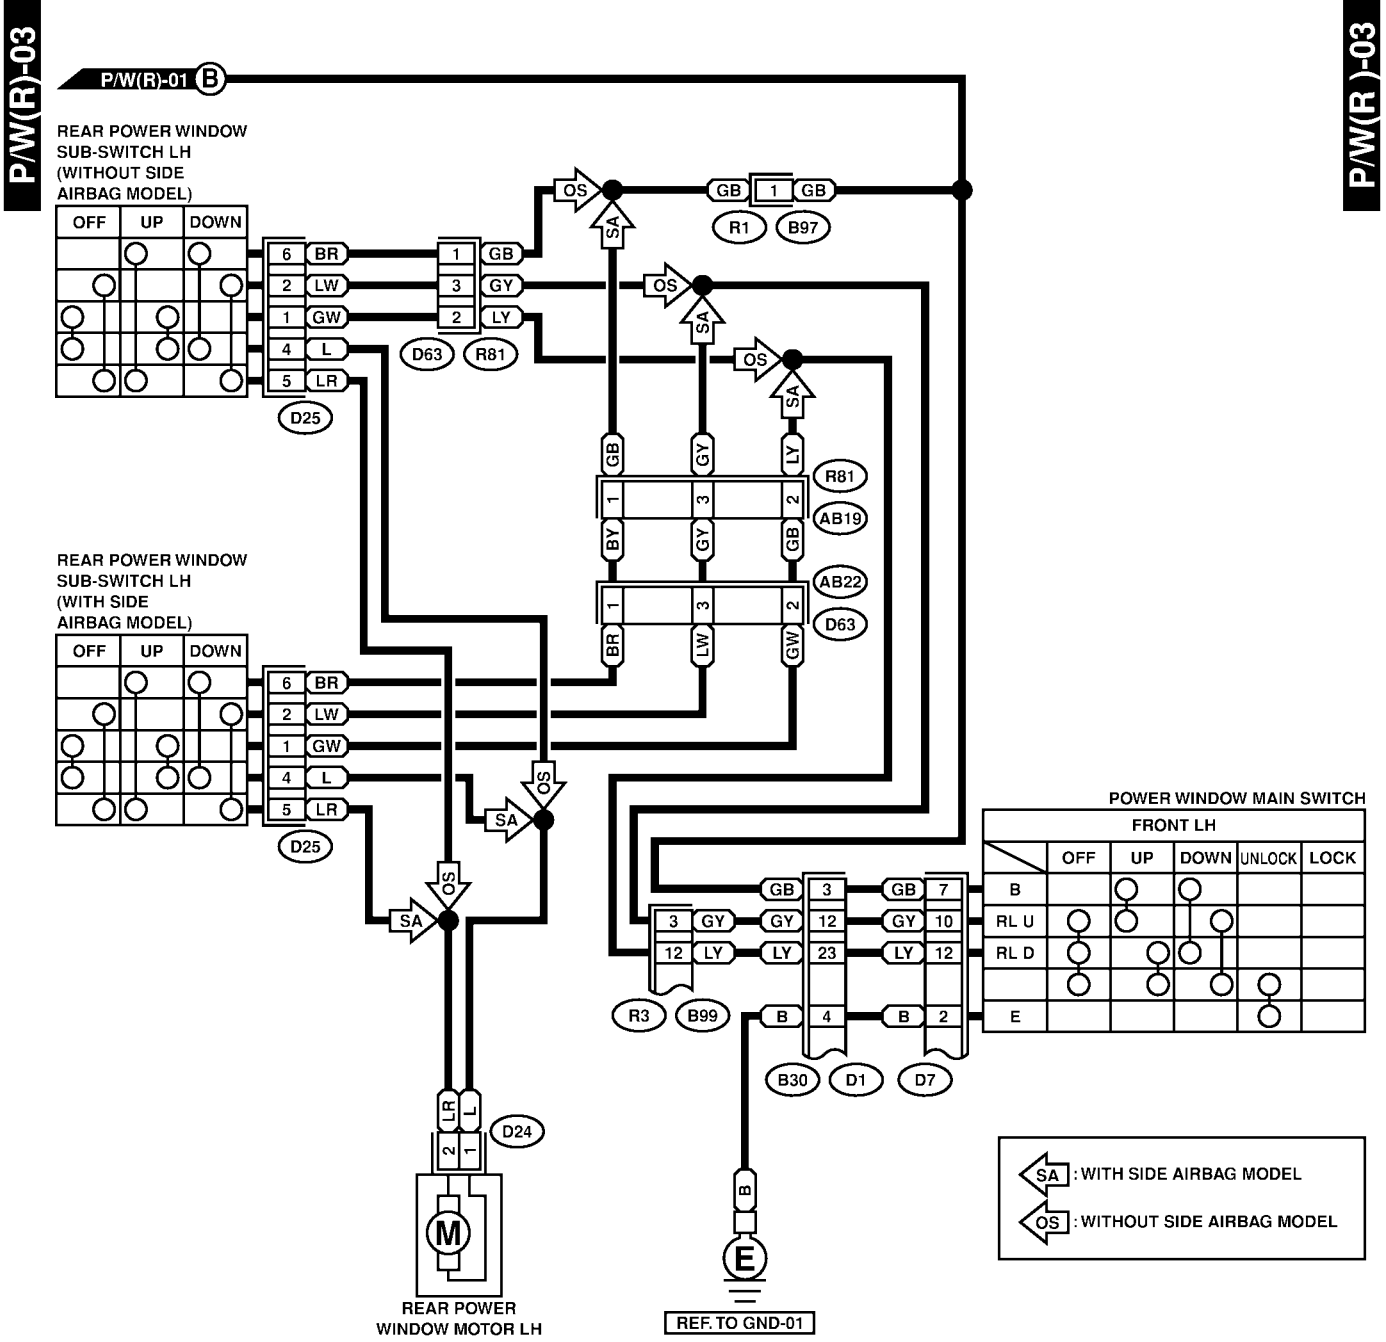 P/W(R)-03
P/W(R )-03
P/W(R)-01 B
REAR POWER WINDOW
SUB-SWITCH LH
(WITHOUT SIDE
AIRBAG MODEL)
OFF UP DOWN
6 BR 1 GB
2 LW 3 GY
1 GW 2 LY
4 L
5 LR
D25
D63 R81
OS
SA
GB 1 GB
R1 B97
OS
SA
OS
SA
GB GY LY
R81
1 3 2
AB19
BY GY GB
AB22
1 3 2
D63
BR LW GW
REAR POWER WINDOW
SUB-SWITCH LH
(WITH SIDE
AIRBAG MODEL)
OFF UP DOWN
6 BR
2 LW
1 GW
4 L
5 LR
D25
OS
SA
OS
SA
POWER WINDOW MAIN SWITCH
FRONT LH
OFF UP DOWN UNLOCK LOCK
GB 3 GB 7 B
3 GY GY 12 GY 10 RL U
12 LY LY 23 LY 12 RL D
B 4 B 2 E
R3 B99
B30 D1 D7
LR L
2 1
D24
M
REAR POWER
WINDOW MOTOR LH
B
E
REF. TO GND-01
SA : WITH SIDE AIRBAG MODEL
OS : WITHOUT SIDE AIRBAG MODEL